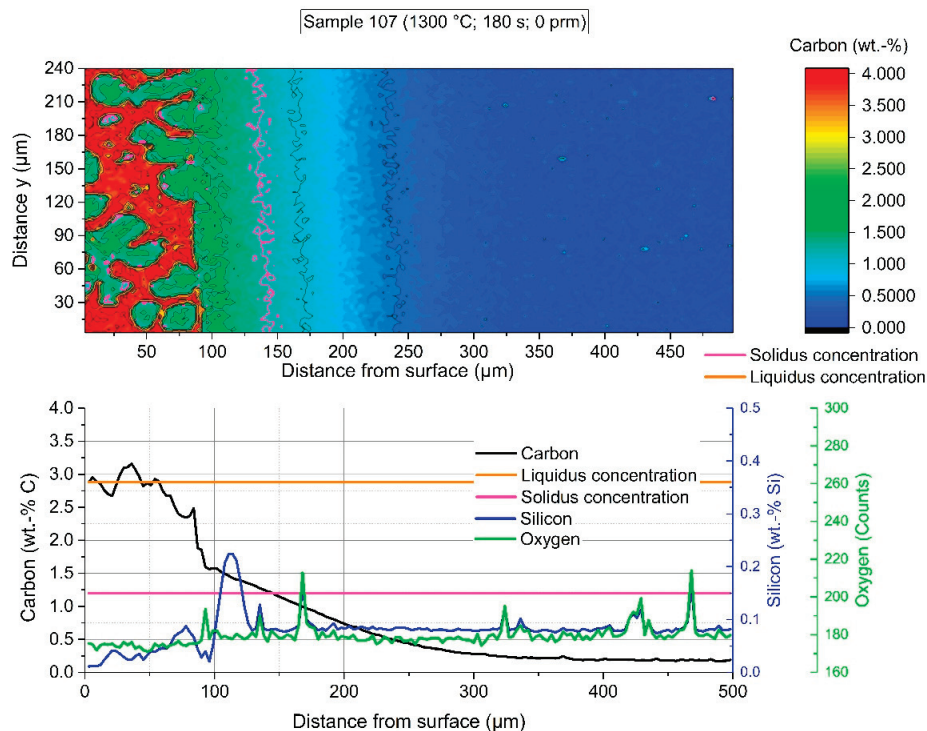 Sample 107 (1300 °C; 180 s; 0 prm)
Carbon (wt.-%)
240
210
180
150
120
90
60
30
Distance y (µm)
50 100 150 200 250 300 350 400 450
Distance from surface (µm)
4.000
3.500
3.000
2.500
2.000
1.500
1.000
0.5000
0.000
Solidus concentration
Liquidus concentration
4.0
3.5
3.0
2.5
2.0
1.5
1.0
0.5
0.0
Carbon (wt.-% C)
Carbon
Liquidus concentration
Solidus concentration
Silicon
Oxygen
0 100 200 300 400 500
Distance from surface (µm)
0.5
0.4
0.3
0.2
0.1
0.0
Silicon (wt.-% Si)
300
280
260
240
220
200
180
160
Oxygen (Counts)